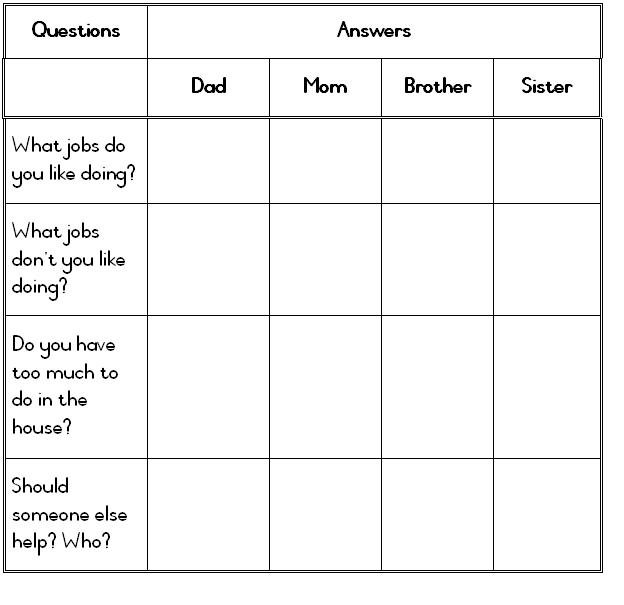 Questions Answers
Dad Mom Brother Sister
What jobs do
you like doing?
What jobs
don't you like
doing?
Do you have
too much to
do in the
house?
Should
someone else
help? Who?